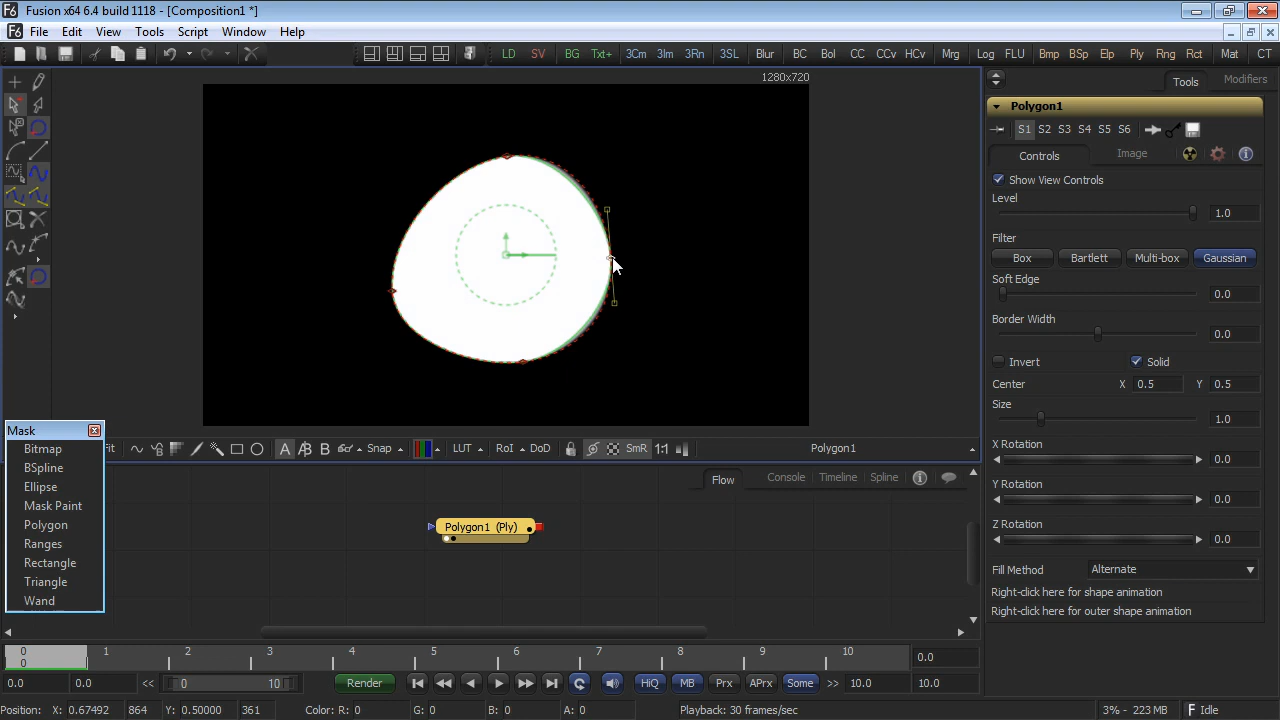 Fusion x64 6.4 build 1118 - [Composition1 *]
File Edit View Tools Script Window Help
LD SV BG Txt+ 3Cm 3Im 3Rn 3SL Blur BC Bol CC CCv HCv Mrg Log FLU Bmp BSp Elp Ply Rng Rct Mat CT
1280x720
Tools Modifiers
Polygon1
S1 S2 S3 S4 S5 S6
Controls Image
Show View Controls
Level
1.0
Filter
Box Bartlett Multi-box Gaussian
Soft Edge
0.0
Border Width
0.0
Invert Solid
Center X 0.5 Y 0.5
Size
1.0
X Rotation
0.0
Y Rotation
0.0
Z Rotation
0.0
Fill Method Alternate
Right-click here for shape animation
Right-click here for outer shape animation
Mask
Bitmap
BSpline
Ellipse
Mask Paint
Polygon
Ranges
Rectangle
Triangle
Wand
A B B Snap LUT RoI DoD SmR 1:1 Polygon1
Flow Console Timeline Spline
Polygon1 (Ply)
0 1 2 3 4 5 6 7 8 10 0.0
0
0.0 0.0 << 0 10 Render HiQ MB Prx APrx Some >> 10.0 10.0
Position: X: 0.67492 864 Y: 0.50000 361 Color: R: 0 G: 0 B: 0 A: 0 Playback: 30 frames/sec 3% - 223 MB Idle